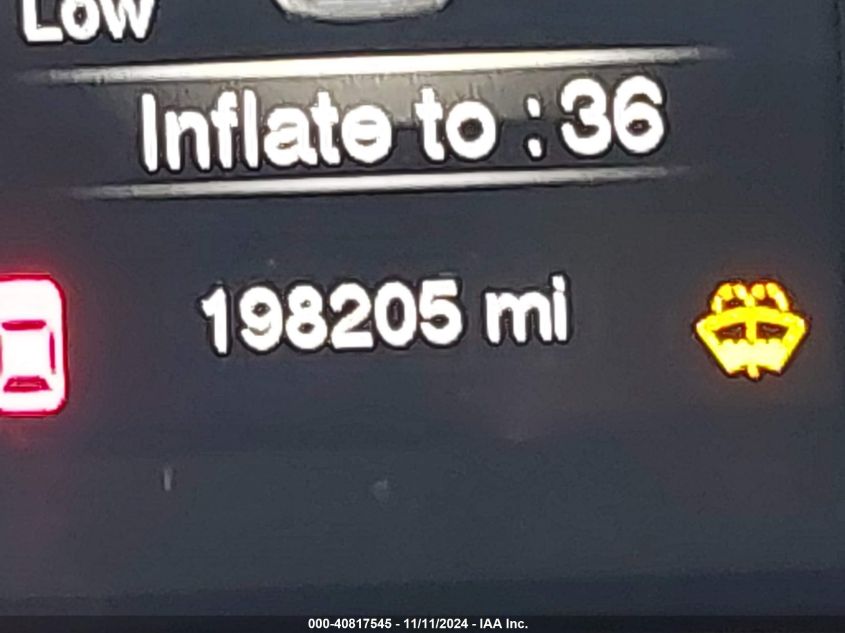 Low
Inflate to :36
198205 mi
000-40817545 - 11/11/2024 - IAA Inc.